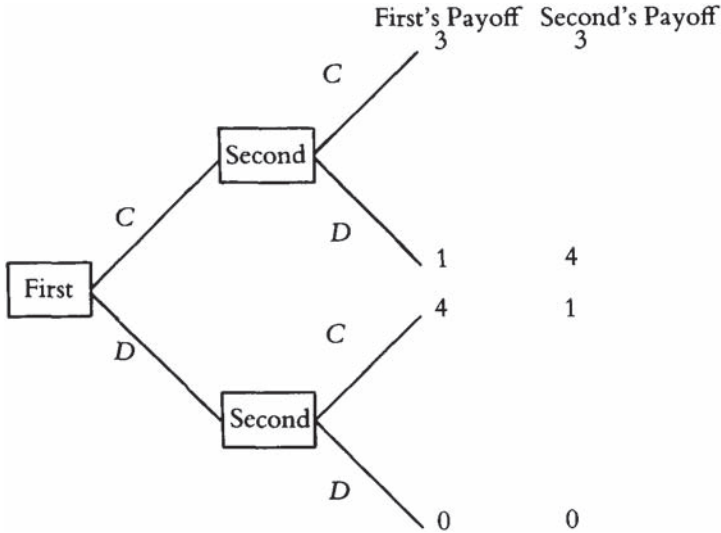 First's Payoff Second's Payoff
3 3
C
Second
C
D
1 4
First
4 1
C
D
Second
D
0 0